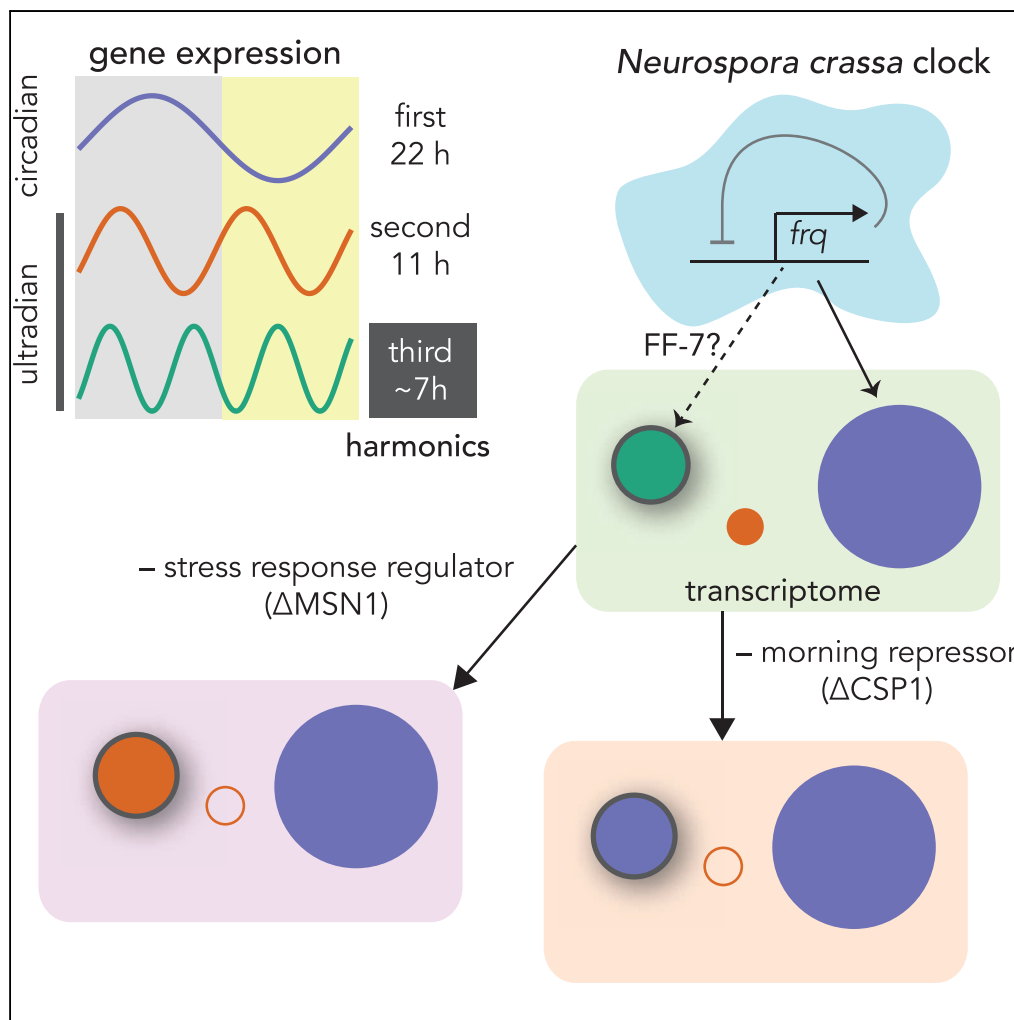 gene expression
circadian
ultradian
first
22 h
second
11 h
third
~7h
harmonics
Neurospora crassa clock
frq
FF-7?
transcriptome
– stress response regulator
(ΔMSN1)
– morning repressor
(ΔCSP1)